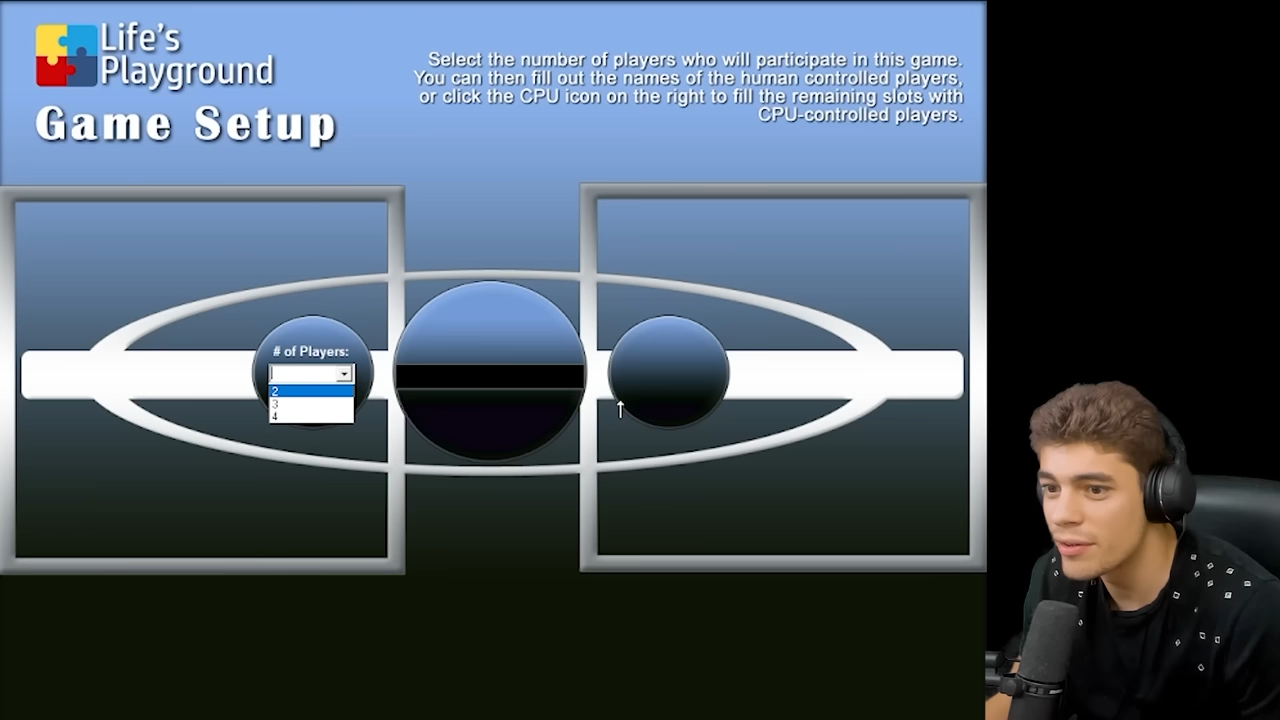 Life's
Playground
Game Setup
Select the number of players who will participate in this game.
You can then fill out the names of the human controlled players,
or click the CPU icon on the right to fill the remaining slots with
CPU-controlled players.
# of Players:
2
3
4